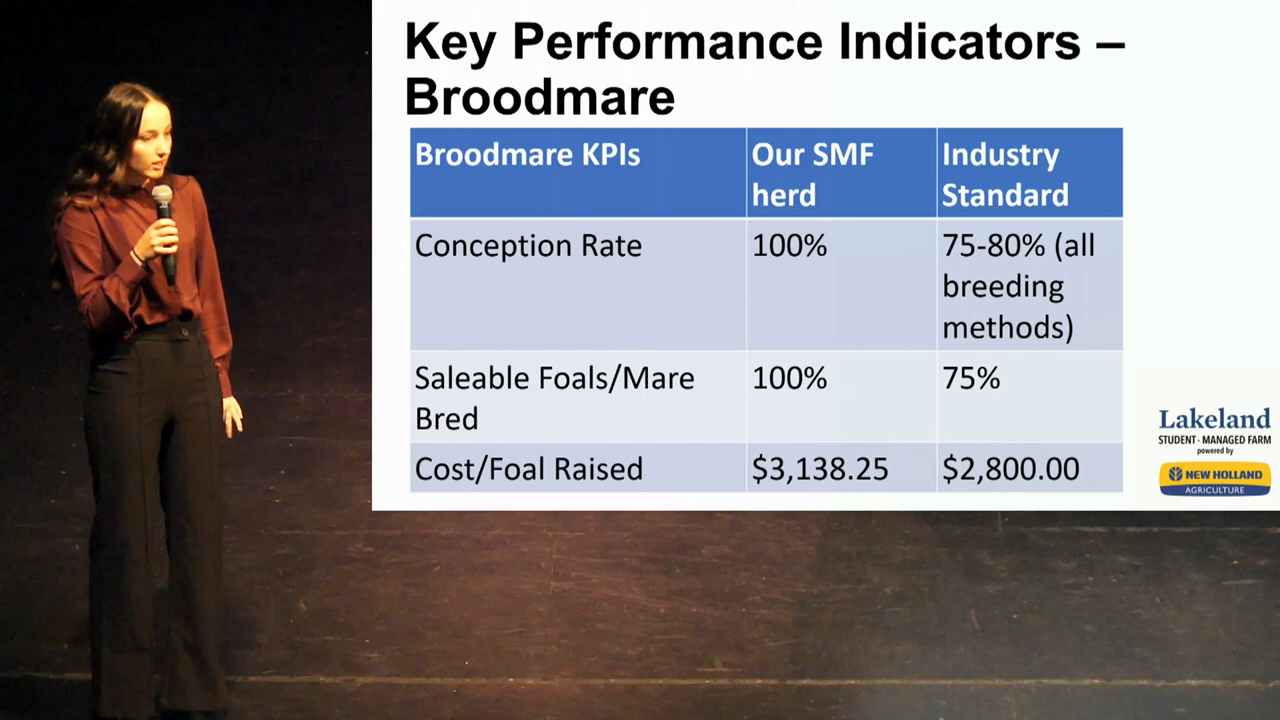 Key Performance Indicators –
Broodmare
Broodmare KPIs
Our SMF
herd
Industry
Standard
Conception Rate
100%
75-80% (all
breeding
methods)
Saleable Foals/Mare
Bred
100%
75%
Cost/Foal Raised
$3,138.25
$2,800.00
Lakeland
STUDENT-MANAGED FARM
powered by
NEW HOLLAND
AGRICULTURE